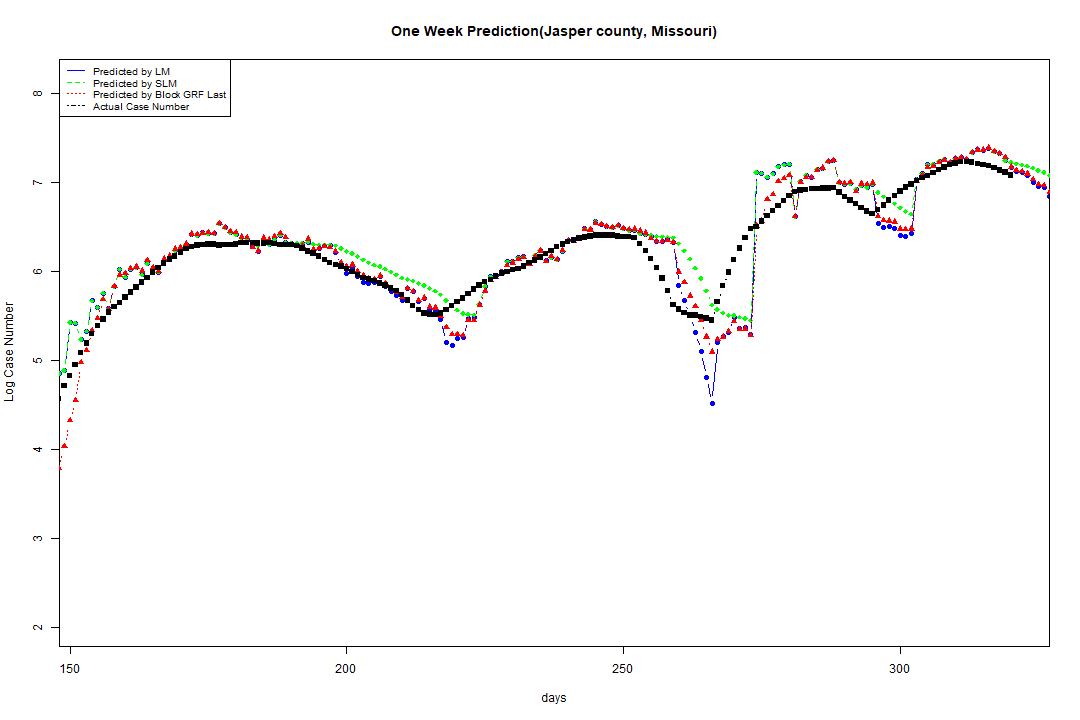 One Week Prediction(Jasper county, Missouri)
Predicted by LM
Predicted by SLM
Predicted by Block GRF Last
Actual Case Number
8
7
6
5
4
3
2
Log Case Number
150 200 250 300
days